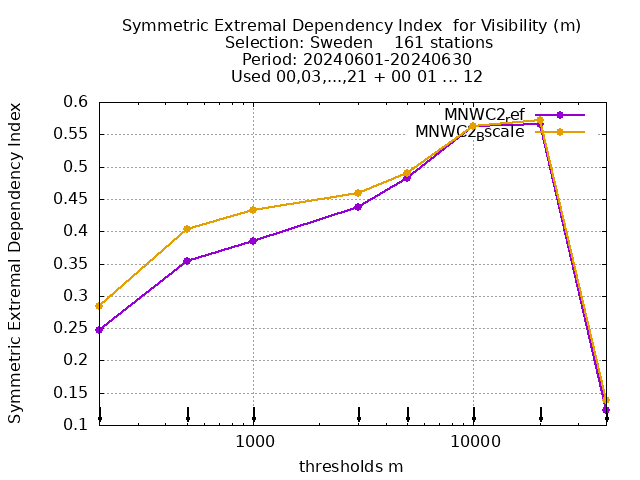 Symmetric Extremal Dependency Index  for Visibility (m)
Selection: Sweden    161 stations
Period: 20240601-20240630
Used 00,03,...,21 + 00 01 ... 12
Symmetric Extremal Dependency Index
0.6
0.55
0.5
0.45
0.4
0.35
0.3
0.25
0.2
0.15
0.1
MNWC2ref
MNWC2Bscale
1000
10000
thresholds m